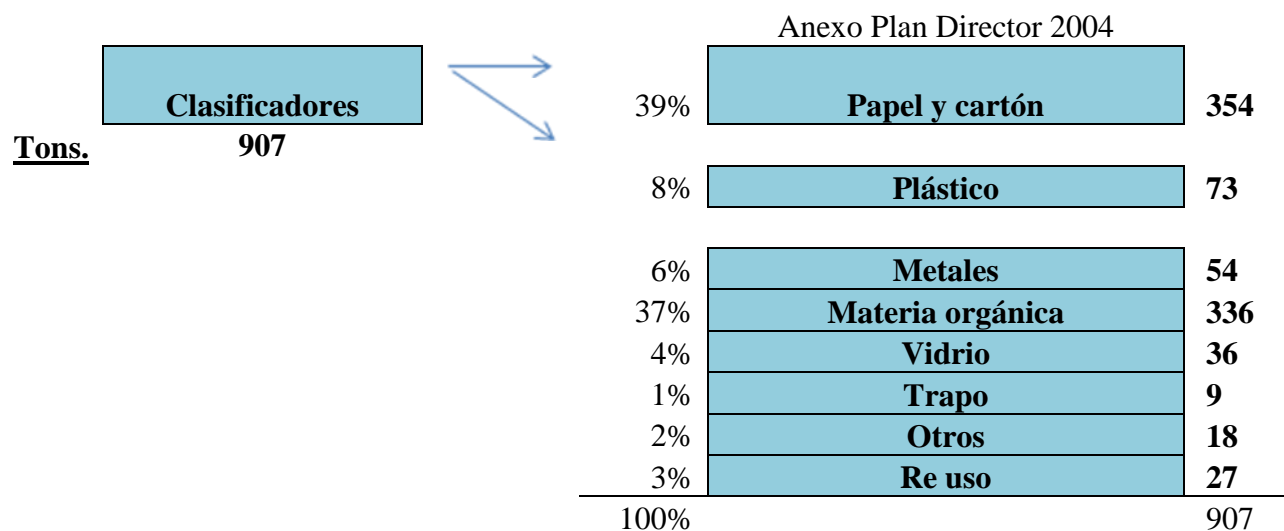 Anexo Plan Director 2004
Clasificadores 39% Papel y cartón 354
Tons. 907
8% Plástico 73
6% Metales 54
37% Materia orgánica 336
4% Vidrio 36
1% Trapo 9
2% Otros 18
3% Re uso 27
100% 907